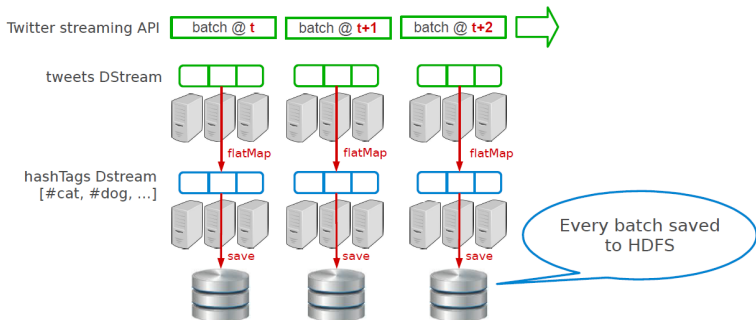 Twitter streaming API
batch @ t
batch @ t+1
batch @ t+2
tweets DStream
flatMap
flatMap
flatMap
hashTags Dstream
[#cat, #dog, …]
save
save
save
Every batch saved
to HDFS